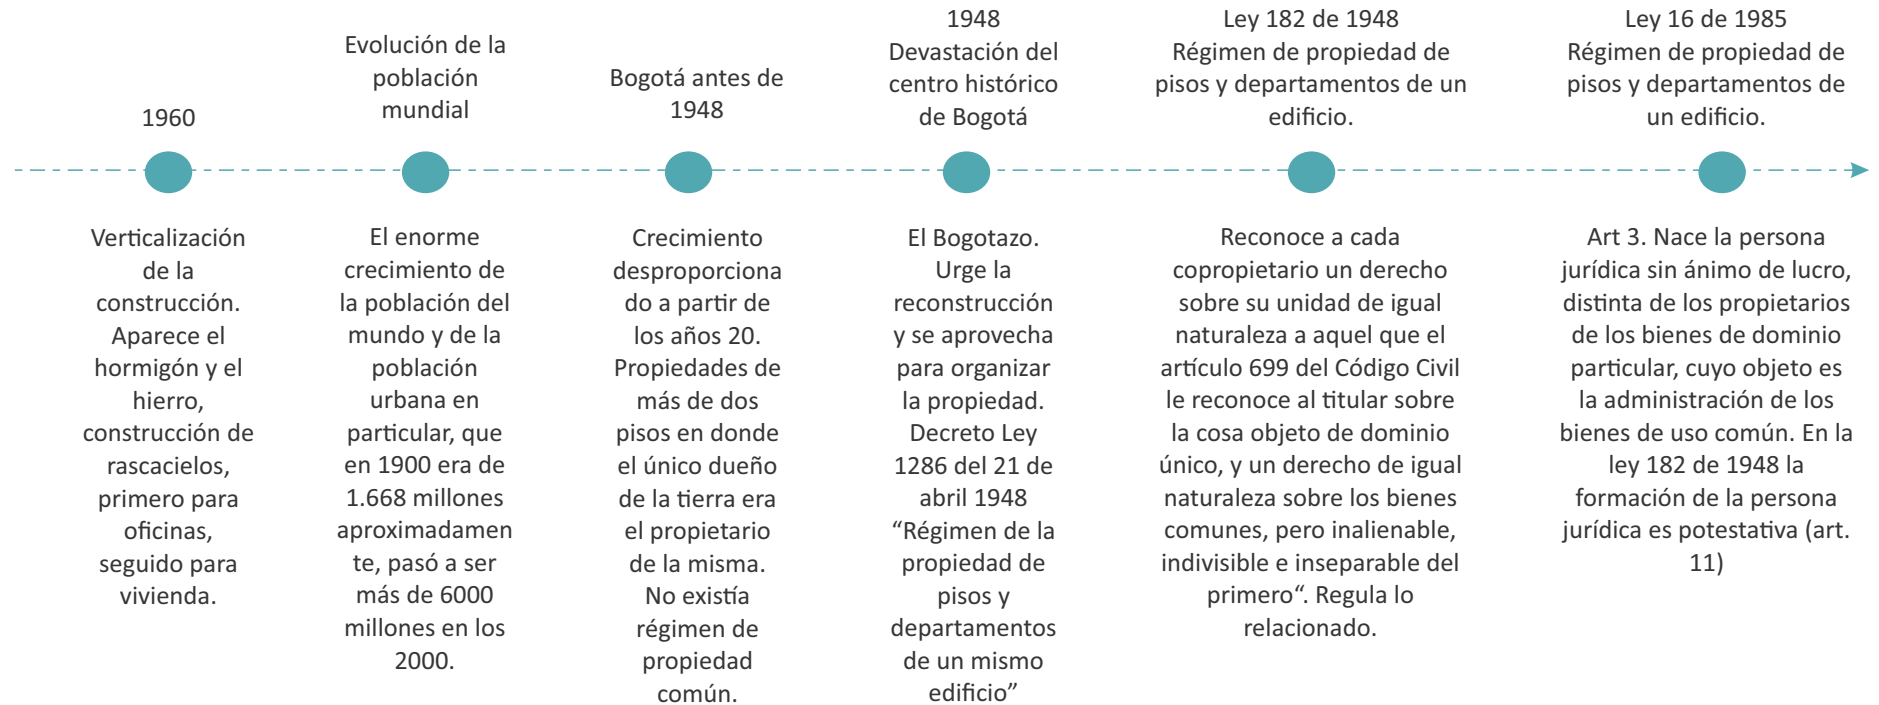 1960
Verticalización
de la
construcción.
Aparece el
hormigón y el
hierro,
construcción de
rascacielos,
primero para
oficinas,
seguido para
vivienda.
Evolución de la
población
mundial
El enorme
crecimiento de
la población del
mundo y de la
población
urbana en
particular, que
en 1900 era de
1.668 millones
aproximadamen
te, pasó a ser
más de 6000
millones en los
2000.
Bogotá antes de
1948
Crecimiento
desproporciona
do a partir de
los años 20.
Propiedades de
más de dos
pisos en donde
el único dueño
de la tierra era
el propietario
de la misma.
No existía
régimen de
propiedad
común.
1948
Devastación del
centro histórico
de Bogotá
El Bogotazo.
Urge la
reconstrucción
y se aprovecha
para organizar
la propiedad.
Decreto Ley
1286 del 21 de
abril 1948
“Régimen de la
propiedad de
pisos y
departamentos
de un mismo
edificio”
Ley 182 de 1948
Régimen de propiedad de
pisos y departamentos de un
edificio.
Reconoce a cada
copropietario un derecho
sobre su unidad de igual
naturaleza a aquel que el
artículo 699 del Código Civil
le reconoce al titular sobre
la cosa objeto de dominio
único, y un derecho de igual
naturaleza sobre los bienes
comunes, pero inalienable,
indivisible e inseparable del
primero“. Regula lo
relacionado.
Ley 16 de 1985
Régimen de propiedad de
pisos y departamentos de
un edificio.
Art 3. Nace la persona
jurídica sin ánimo de lucro,
distinta de los propietarios
de los bienes de dominio
particular, cuyo objeto es
la administración de los
bienes de uso común. En la
ley 182 de 1948 la
formación de la persona
jurídica es potestativa (art.
11)